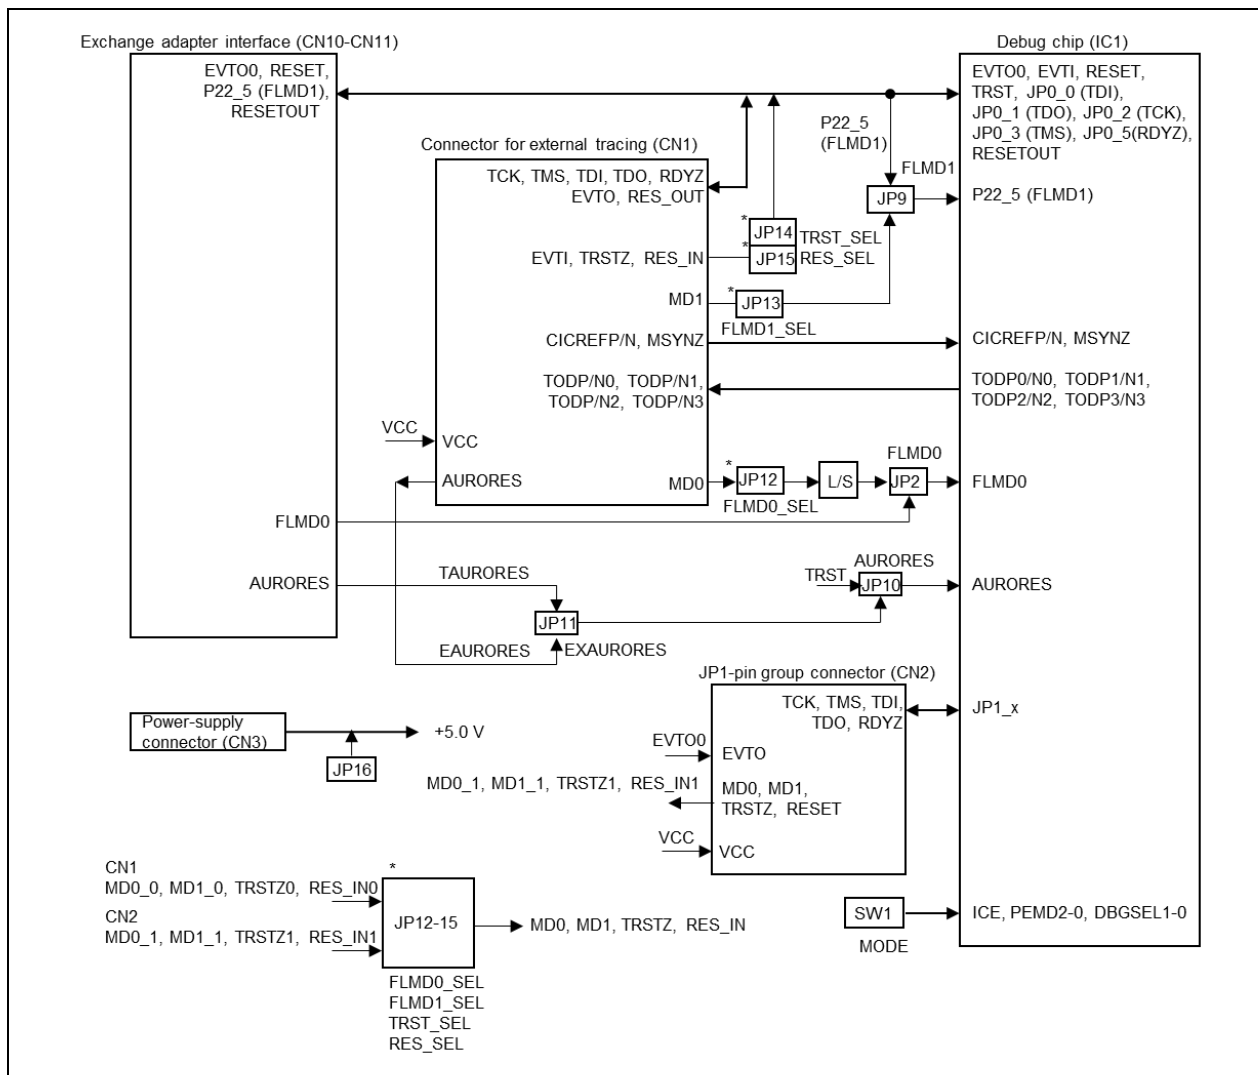 Exchange adapter interface (CN10-CN11)
Debug chip (IC1)
EVTO0, RESET,
P22_5 (FLMD1),
RESETOUT
EVTO0, EVTI, RESET,
TRST, JP0_0 (TDI),
JP0_1 (TDO), JP0_2 (TCK),
JP0_3 (TMS), JP0_5(RDYZ),
RESETOUT
P22_5
(FLMD1)
Connector for external tracing (CN1)
TCK, TMS, TDI, TDO, RDYZ
EVTO, RES_OUT
FLMD1
JP9
P22_5 (FLMD1)
*
JP14
TRST_SEL
EVTI, TRSTZ, RES_IN
*
JP15
RES_SEL
MD1
*
JP13
FLMD1_SEL
CICREFP/N, MSYNZ
CICREFP/N, MSYNZ
TODP/N0, TODP/N1,
TODP/N2, TODP/N3
TODP0/N0, TODP1/N1,
TODP2/N2, TODP3/N3
VCC
VCC
AURORES
MD0
*
JP12
FLMD0_SEL
L/S
FLMD0
JP2
FLMD0
FLMD0
AURORES
TAURORES
JP11
EAURORES
EXAURORES
TRST
AURORES
JP10
AURORES
JP1-pin group connector (CN2)
TCK, TMS, TDI,
TDO, RDYZ
JP1_x
Power-supply
connector (CN3)
+5.0 V
JP16
EVTO0
EVTO
MD0_1, MD1_1, TRSTZ1, RES_IN1
MD0, MD1,
TRSTZ, RESET
VCC
VCC
CN1
MD0_0, MD1_0, TRSTZ0, RES_IN0
CN2
MD0_1, MD1_1, TRSTZ1, RES_IN1
*
JP12-15
MD0, MD1, TRSTZ, RES_IN
FLMD0_SEL
FLMD1_SEL
TRST_SEL
RES_SEL
SW1
MODE
ICE, PEMD2-0, DBGSEL1-0